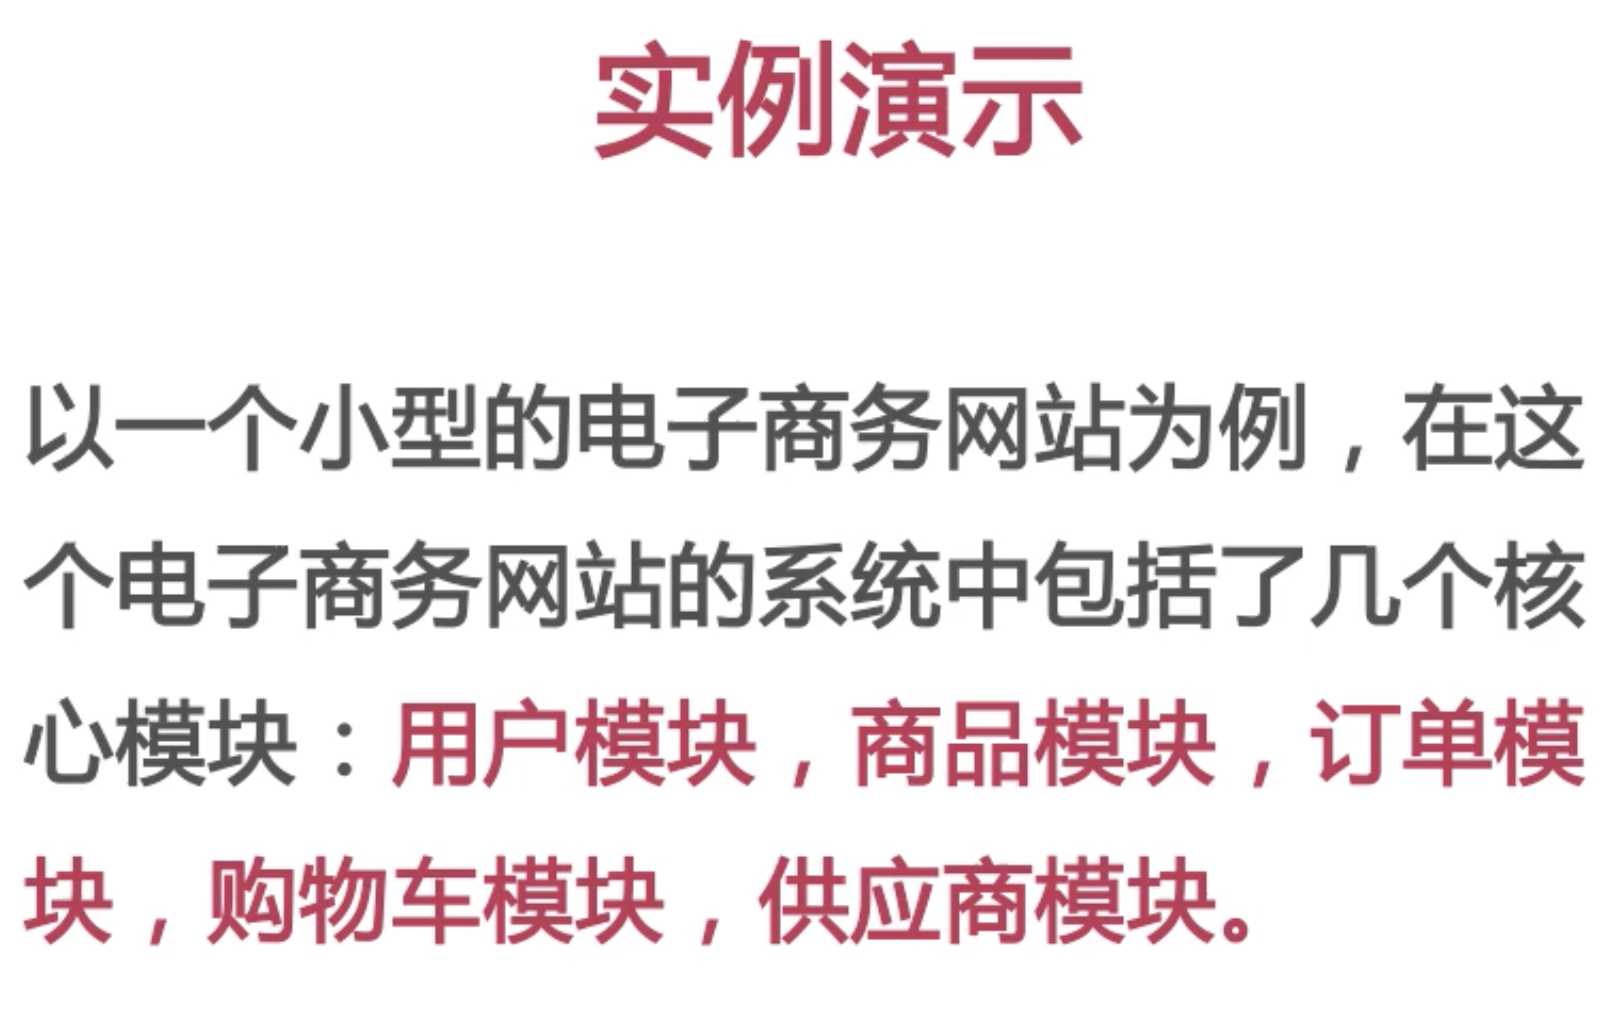 实例演示
以一个小型的电子商务网站为例，在这
个电子商务网站的系统中包括了几个核
心模块：用户模块，商品模块，订单模
块，购物车模块，供应商模块。